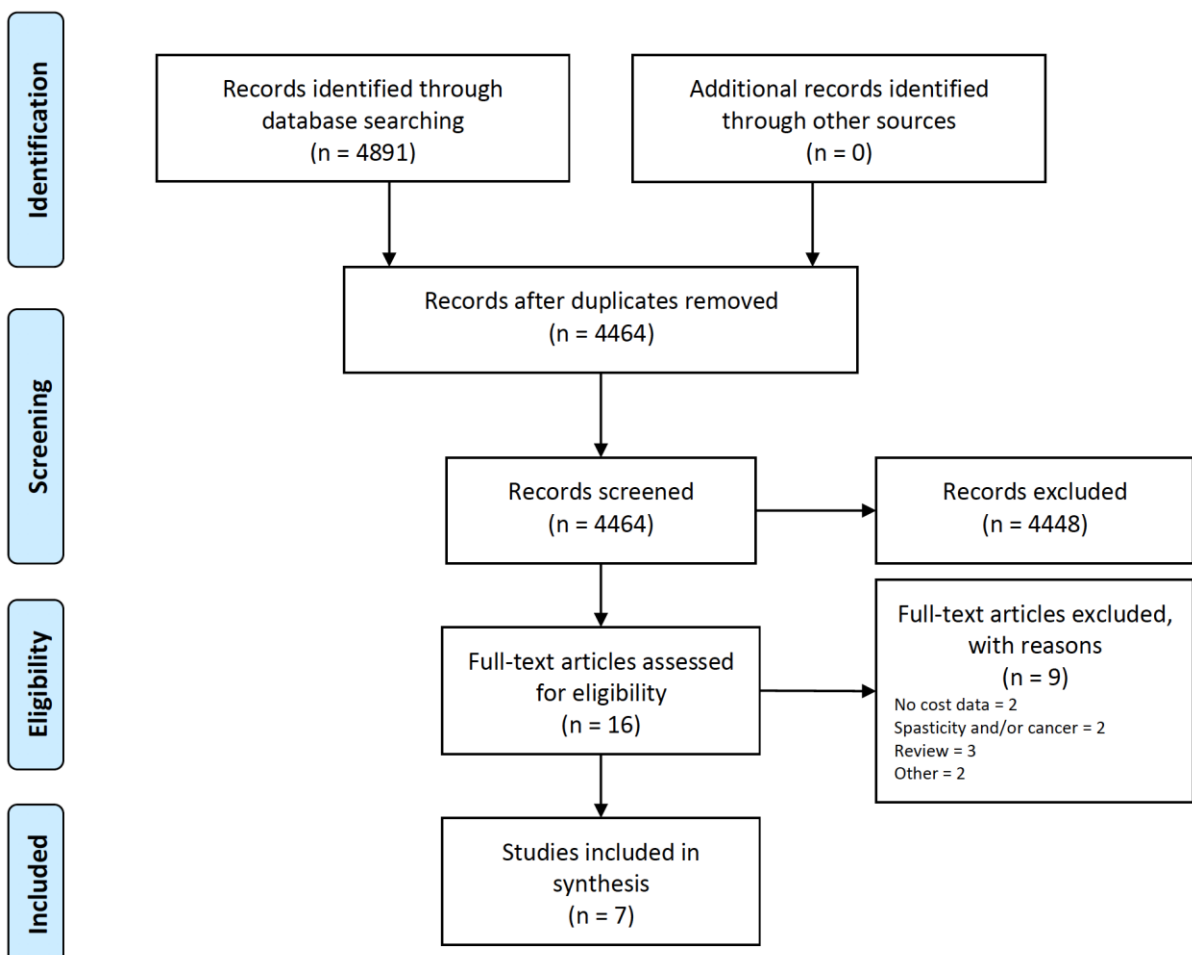 Identification
Records identified through
database searching
(n = 4891)
Additional records identified
through other sources
(n = 0)
Records after duplicates removed
(n = 4464)
Screening
Records screened
(n = 4464)
Records excluded
(n = 4448)
Eligibility
Full-text articles assessed
for eligibility
(n = 16)
Full-text articles excluded,
with reasons
(n = 9)
No cost data = 2
Spasticity and/or cancer = 2
Review = 3
Other = 2
Included
Studies included in
synthesis
(n = 7)